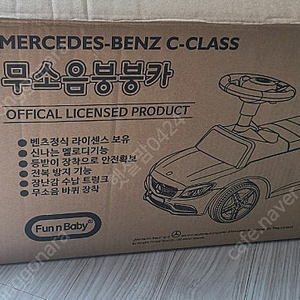 MERCEDES-BENZ C-CLASS
무소음붕붕카
OFFICAL LICENSED PRODUCT
• 벤츠정식 라이센스 보유
• 신나는 멜로디기능
• 등받이 장착으로 안전확보
• 전복 방지 기능
• 장난감 수납 트렁크
• 무소음 바퀴 장착
Fun n Baby